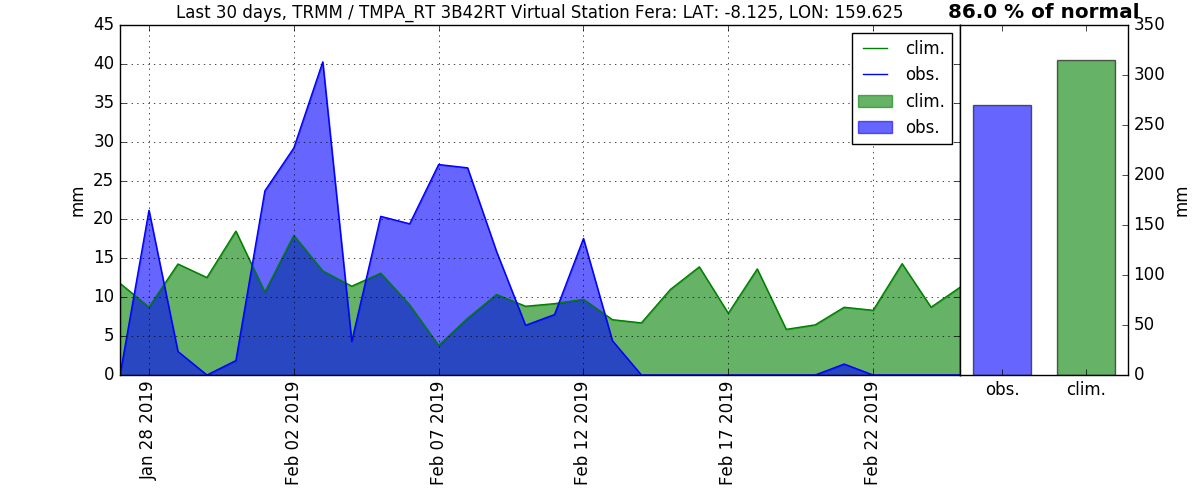 Last 30 days, TRMM / TMPA_RT 3B42RT Virtual Station Fera: LAT: -8.125, LON: 159.625
86.0 % of normal
45
40
35
30
25
20
15
10
5
0
mm
clim.
obs.
clim.
obs.
Jan 28 2019
Feb 02 2019
Feb 07 2019
Feb 12 2019
Feb 17 2019
Feb 22 2019
350
300
250
200
150
100
50
0
mm
obs.
clim.